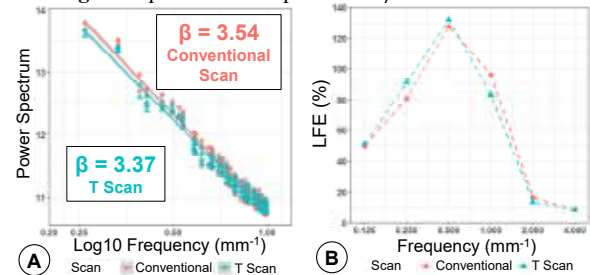 β = 3.54
Conventional
Scan
β = 3.37
T Scan
Power Spectrum
14
13
12
11
0.25
0.50
1.00
Log10 Frequency (mm-1)
A
Scan Conventional T Scan
LFE (%)
140
120
100
80
60
40
20
0
0.125
0.250
0.500
1.000
2.000
4.000
Frequency (mm-1)
B
Scan Conventional T Scan